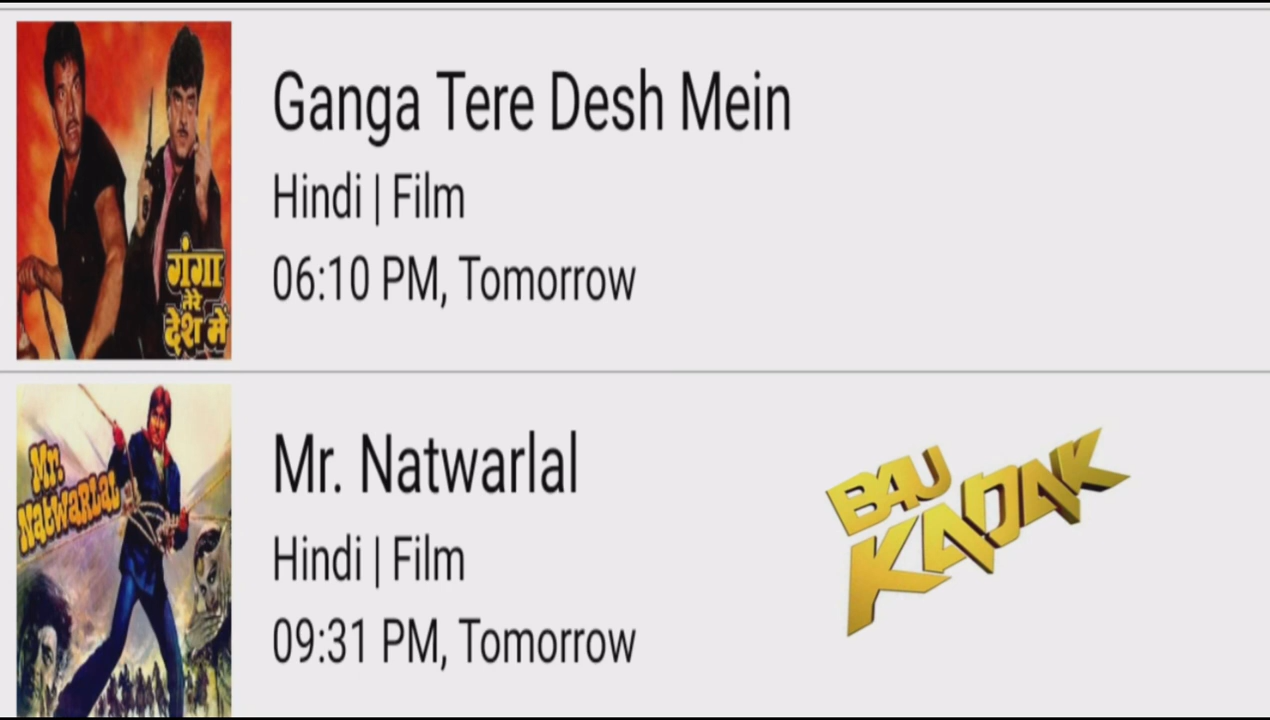 गंगा
तेरे
देश में
Ganga Tere Desh Mein
Hindi | Film
06:10 PM, Tomorrow
Mr.
Natwarlal
Mr. Natwarlal
Hindi | Film
09:31 PM, Tomorrow
B4U
KADAK